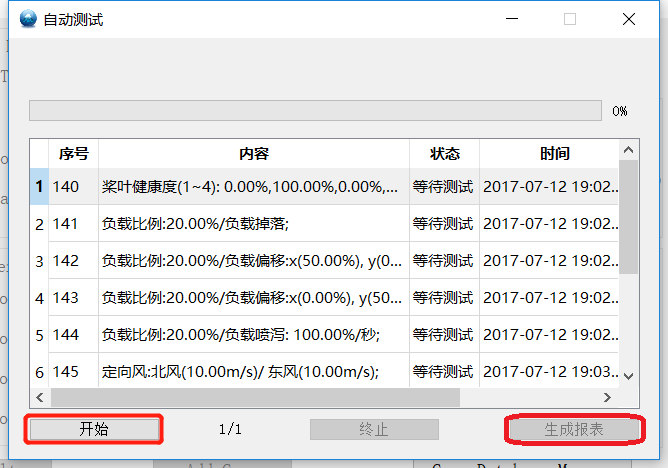 自动测试
0%
序号 内容 状态 时间
1 140 桨叶健康度(1~4): 0.00%,100.00%,0.00%,... 等待测试 2017-07-12 19:02...
2 141 负载比例:20.00%/负载掉落; 等待测试 2017-07-12 19:02...
3 142 负载比例:20.00%/负载偏移:x(50.00%), y(0... 等待测试 2017-07-12 19:02...
4 143 负载比例:20.00%/负载偏移:x(0.00%), y(50... 等待测试 2017-07-12 19:02...
5 144 负载比例:20.00%/负载喷泻: 100.00%/秒; 等待测试 2017-07-12 19:02...
6 145 定向风:北风(10.00m/s)/ 东风(10.00m/s); 等待测试 2017-07-12 19:03...
开始 1/1 终止 生成报表